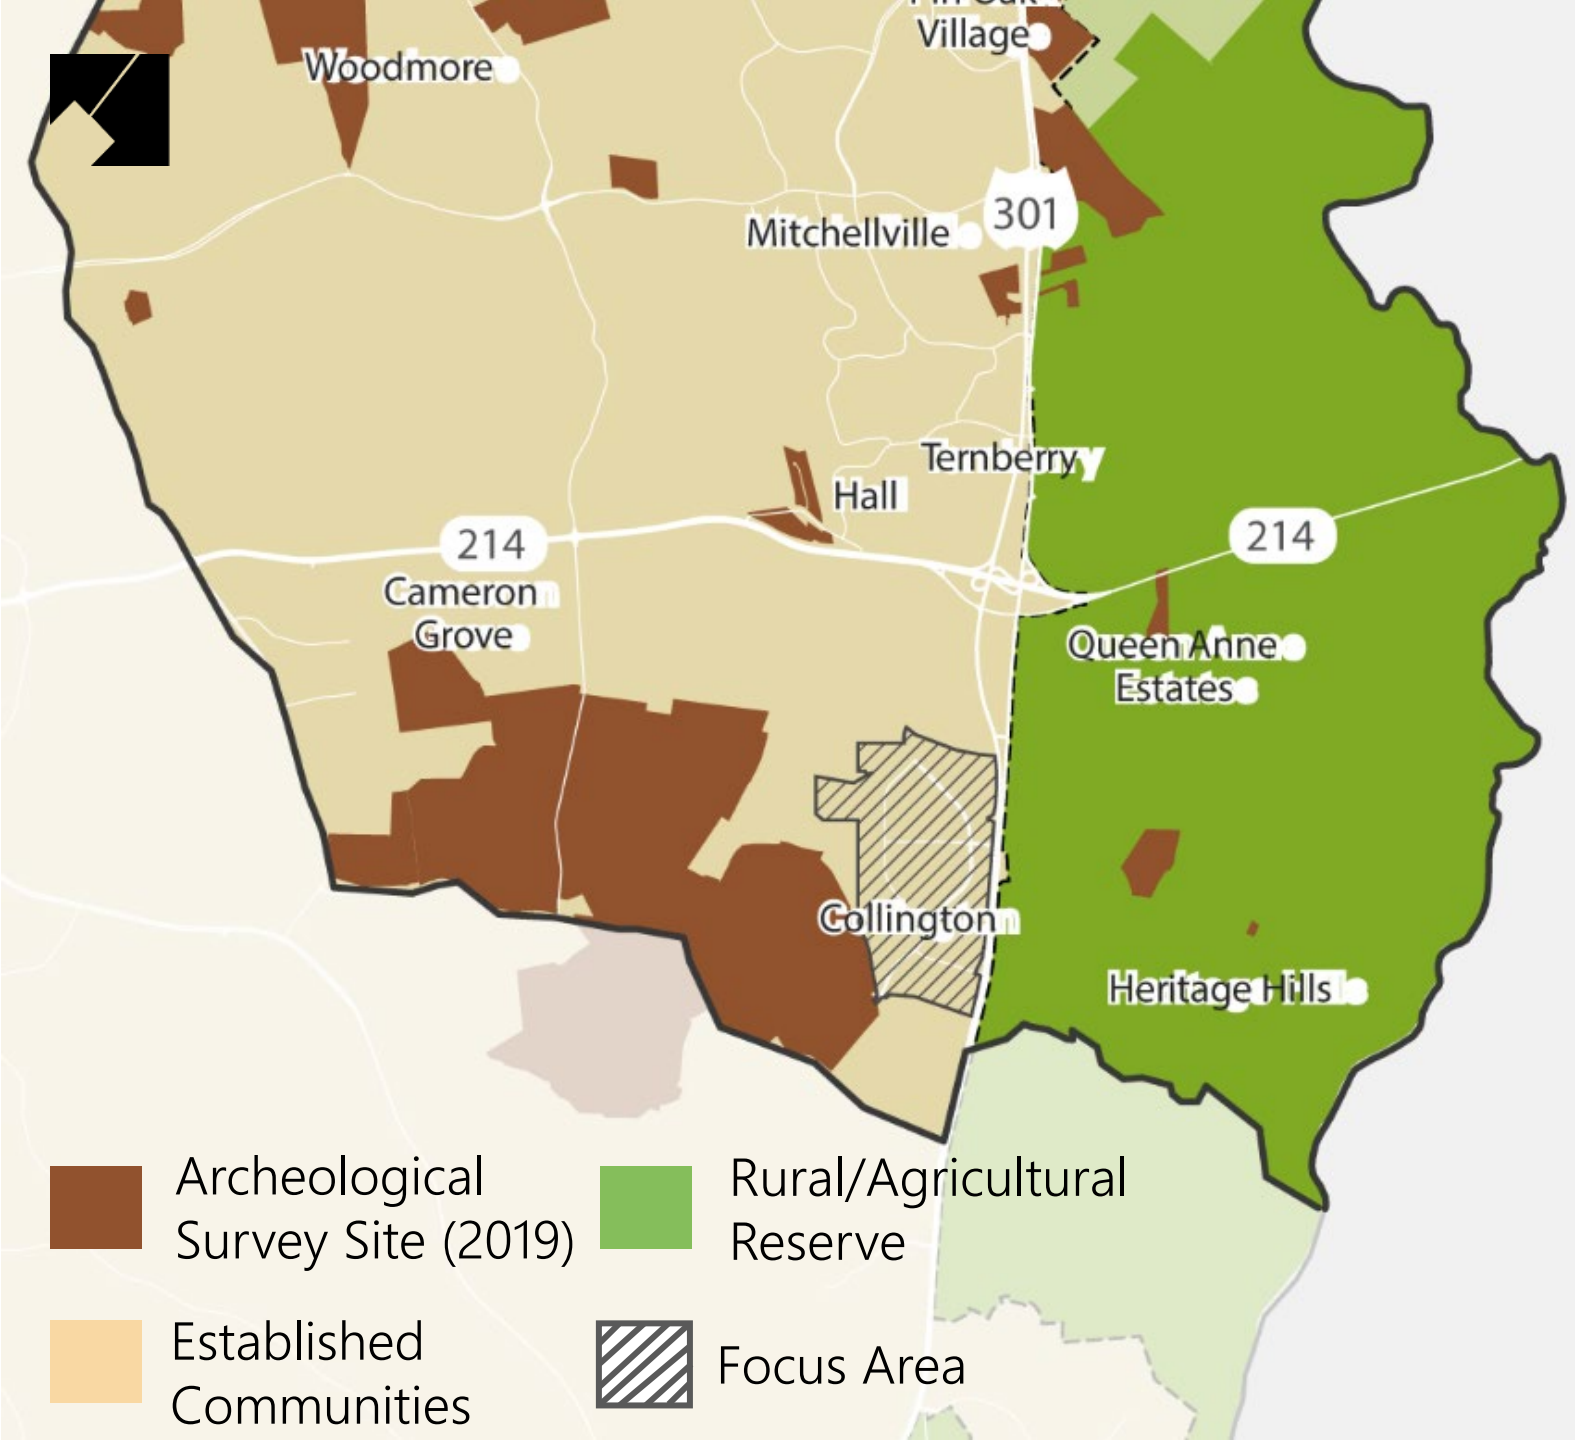 Village
Woodmore
301
Mitchellville
Ternberry
Hall
214
214
Cameron
Grove
Queen Anne
Estates
Collington
Heritage Hills
Archeological
Survey Site (2019)
Rural/Agricultural
Reserve
Established
Communities
Focus Area